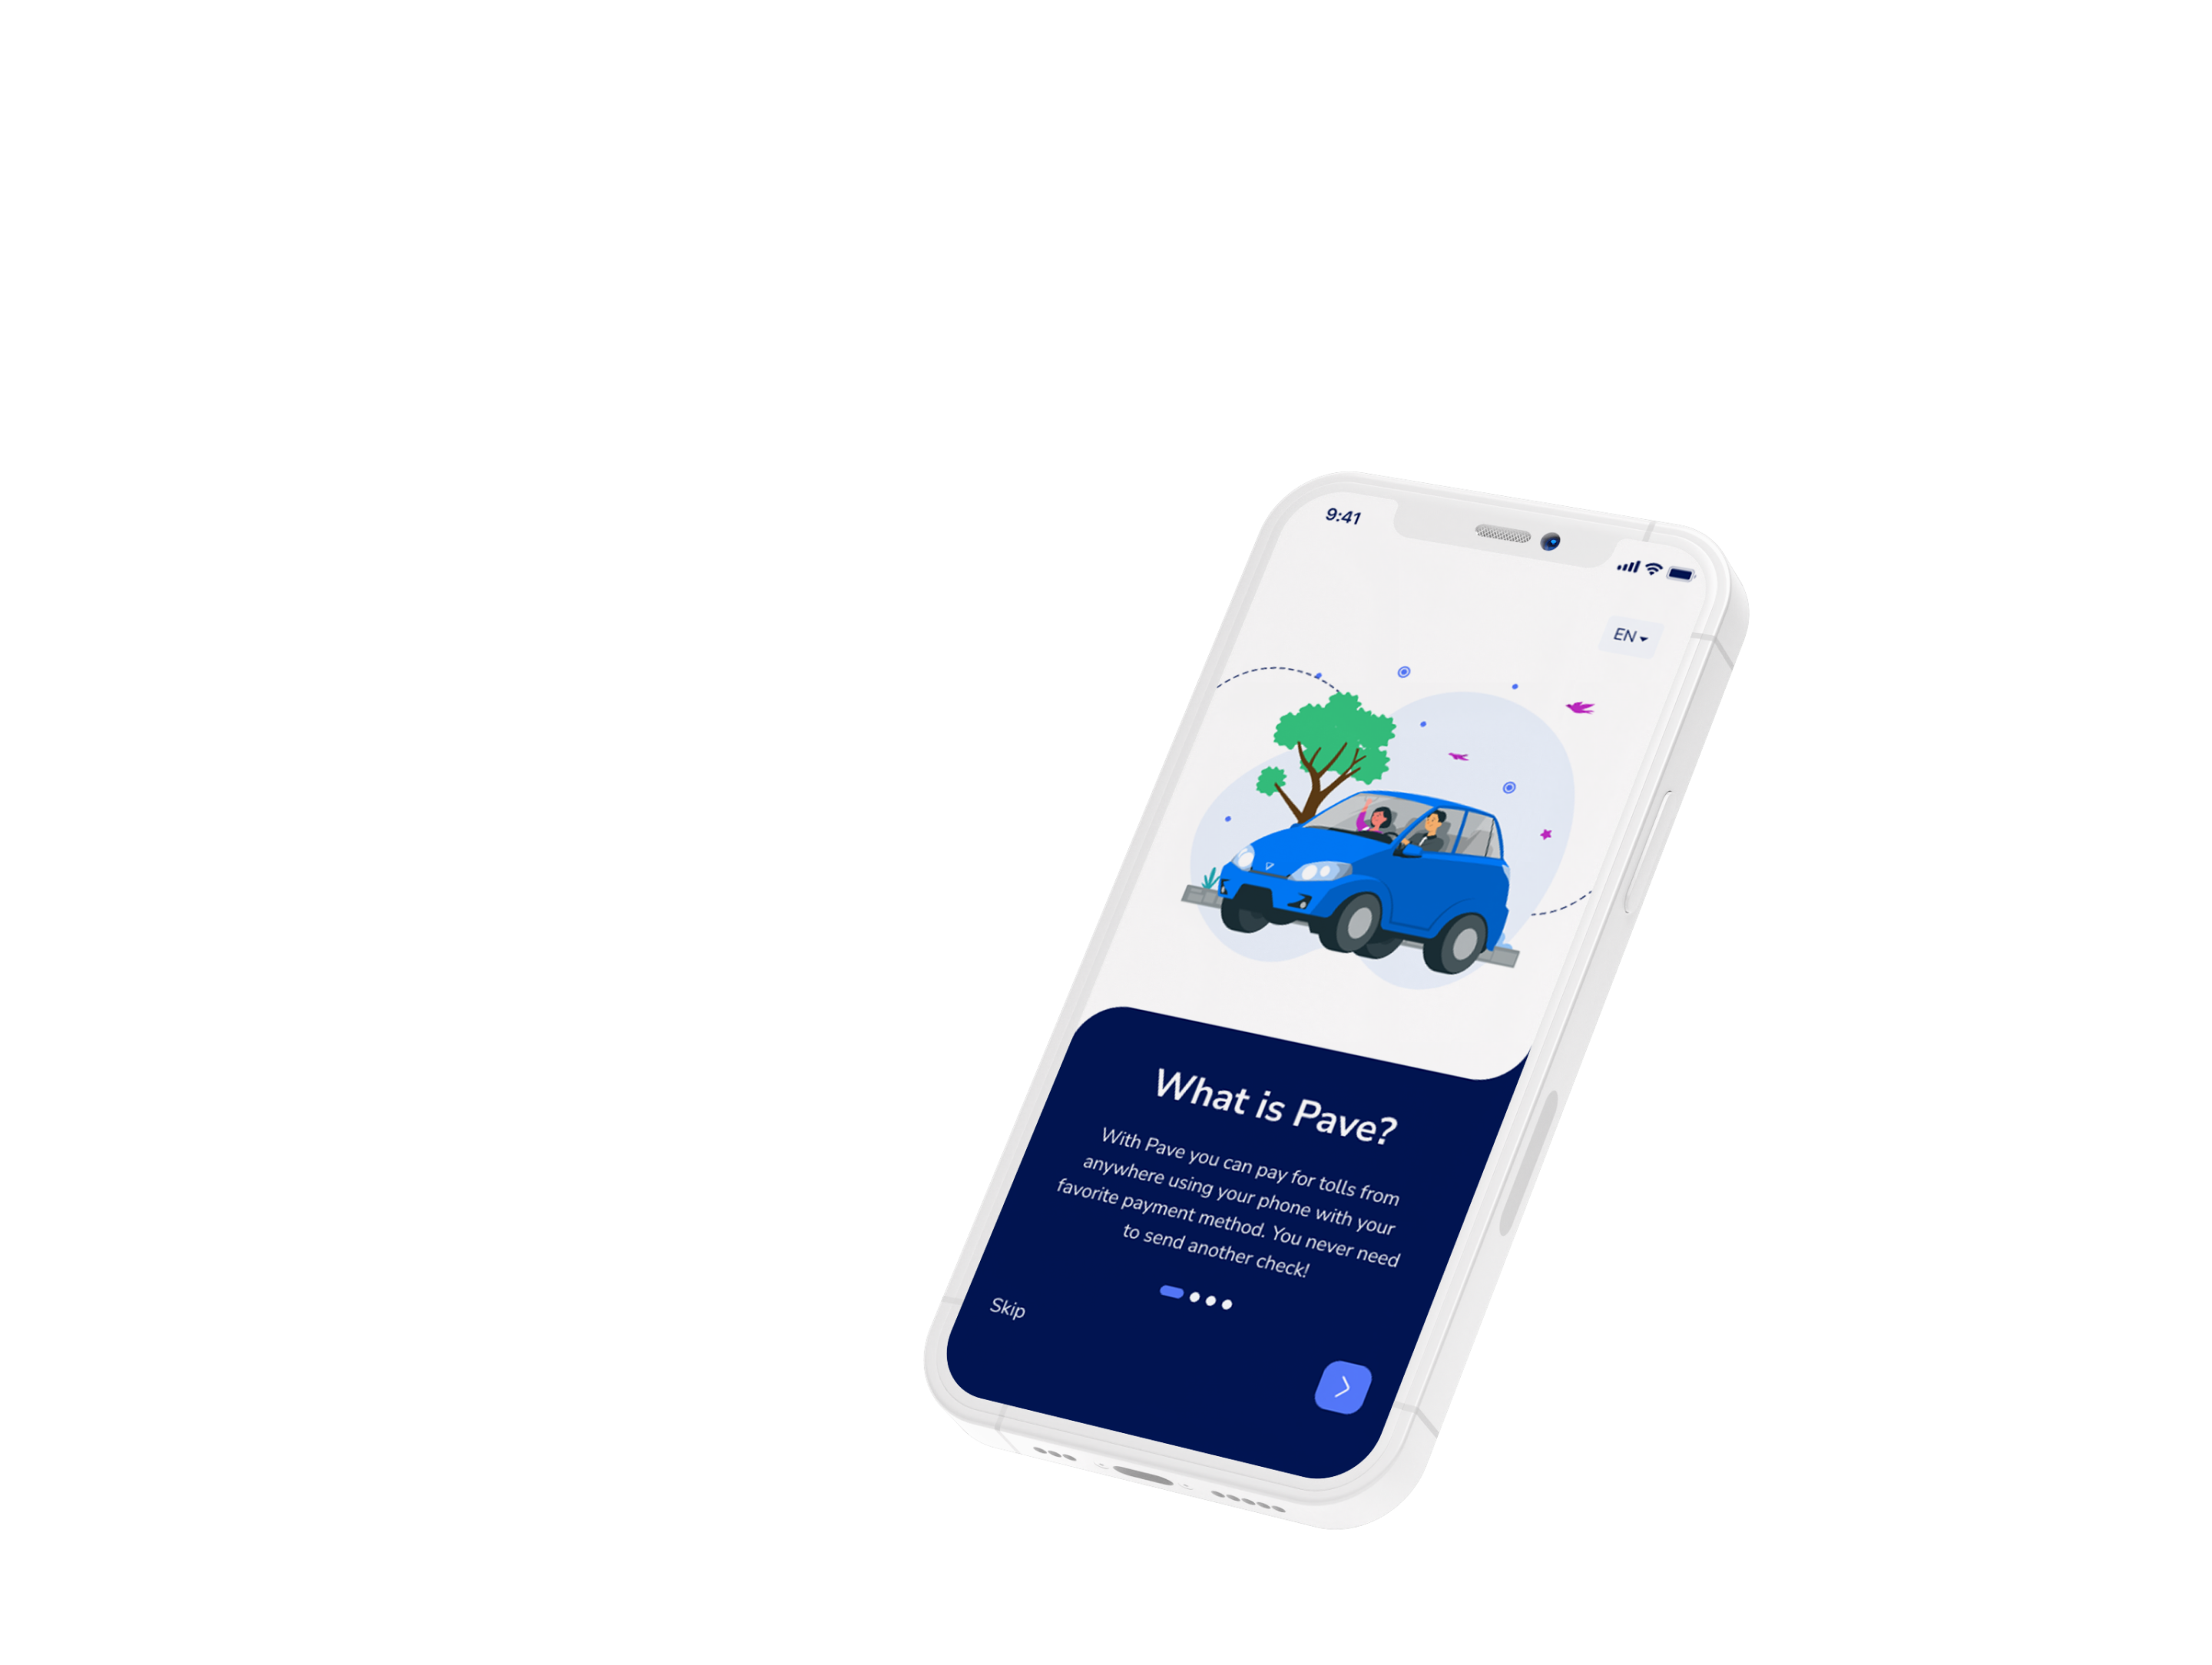 9:41
EN
What is Pave?
With Pave you can pay for tolls from
anywhere using your phone with your
favorite payment method. You never need
to send another check!
Skip